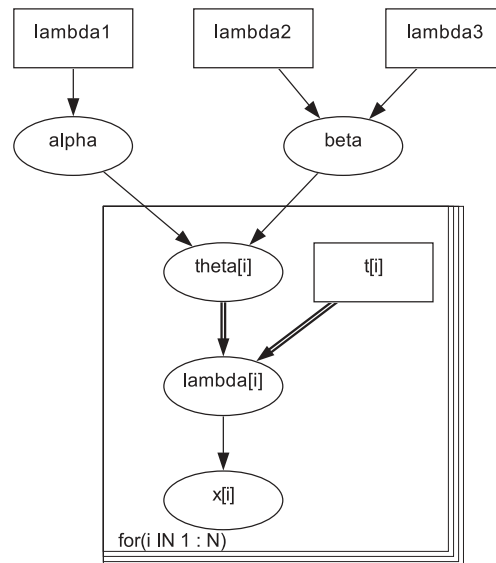 lambda1
lambda2
lambda3
alpha
beta
theta[i]
t[i]
lambda[i]
x[i]
for(i IN 1 : N)